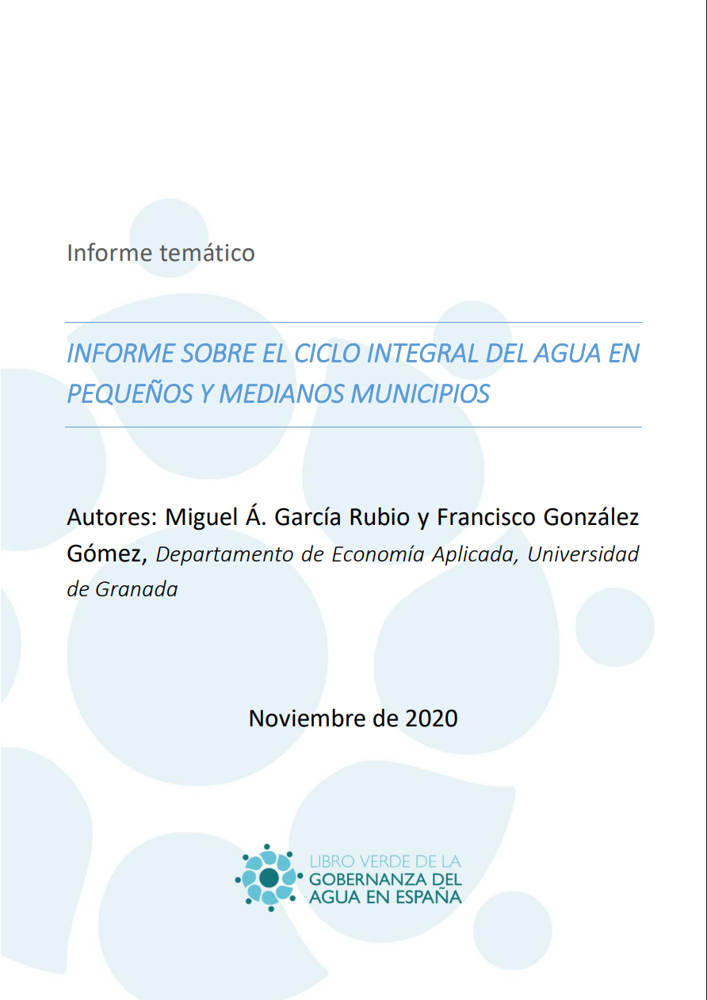 Informe temático
INFORME SOBRE EL CICLO INTEGRAL DEL AGUA EN
PEQUEÑOS Y MEDIANOS MUNICIPIOS
Autores: Miguel Á. García Rubio y Francisco González
Gómez, Departamento de Economía Aplicada, Universidad
de Granada
Noviembre de 2020
LIBRO VERDE DE LA
GOBERNANZA DEL
AGUA EN ESPAÑA